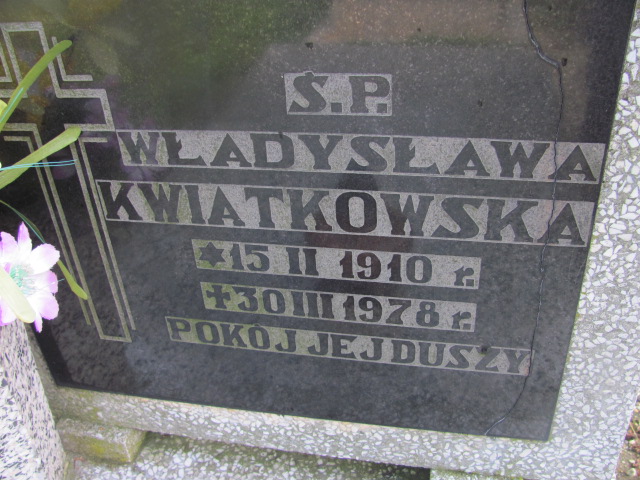 Ś.P.
WŁADYSŁAWA
KWIATKOWSKA
* 15 II 1910 r.
✝ 30 III 1978 r.
POKÓJ JEJ DUSZY